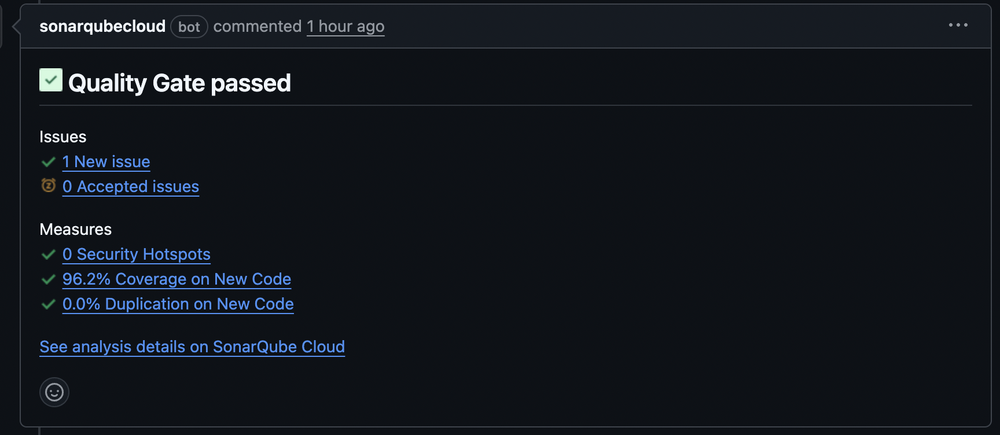 sonarqubecloud bot commented 1 hour ago
Quality Gate passed
Issues
1 New issue
0 Accepted issues
Measures
0 Security Hotspots
96.2% Coverage on New Code
0.0% Duplication on New Code
See analysis details on SonarQube Cloud